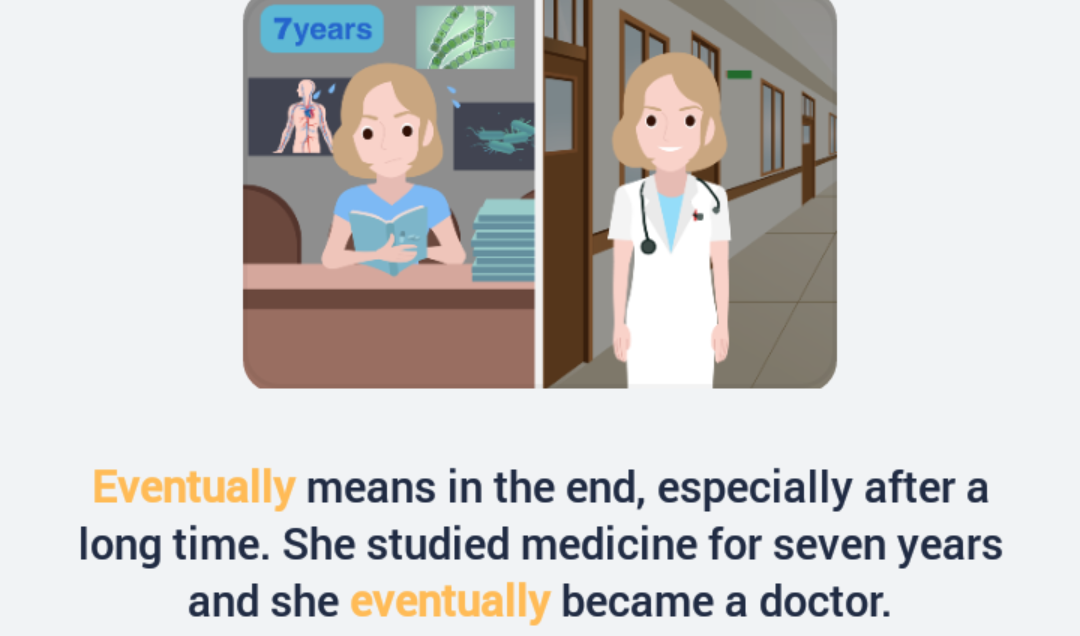 7years
Eventually means in the end, especially after a
long time. She studied medicine for seven years
and she eventually became a doctor.